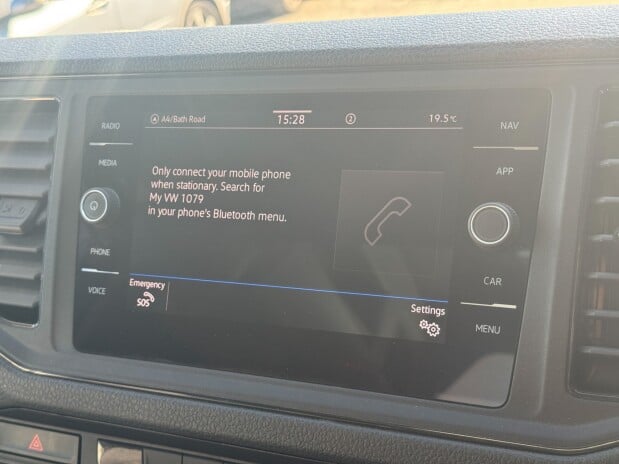 A A4/Bath Road 15:28 2 19.5°C
RADIO
MEDIA
PHONE
VOICE
Only connect your mobile phone
when stationary. Search for
My VW 1079
in your phone's Bluetooth menu.
Emergency
SOS
Settings
NAV
APP
CAR
MENU